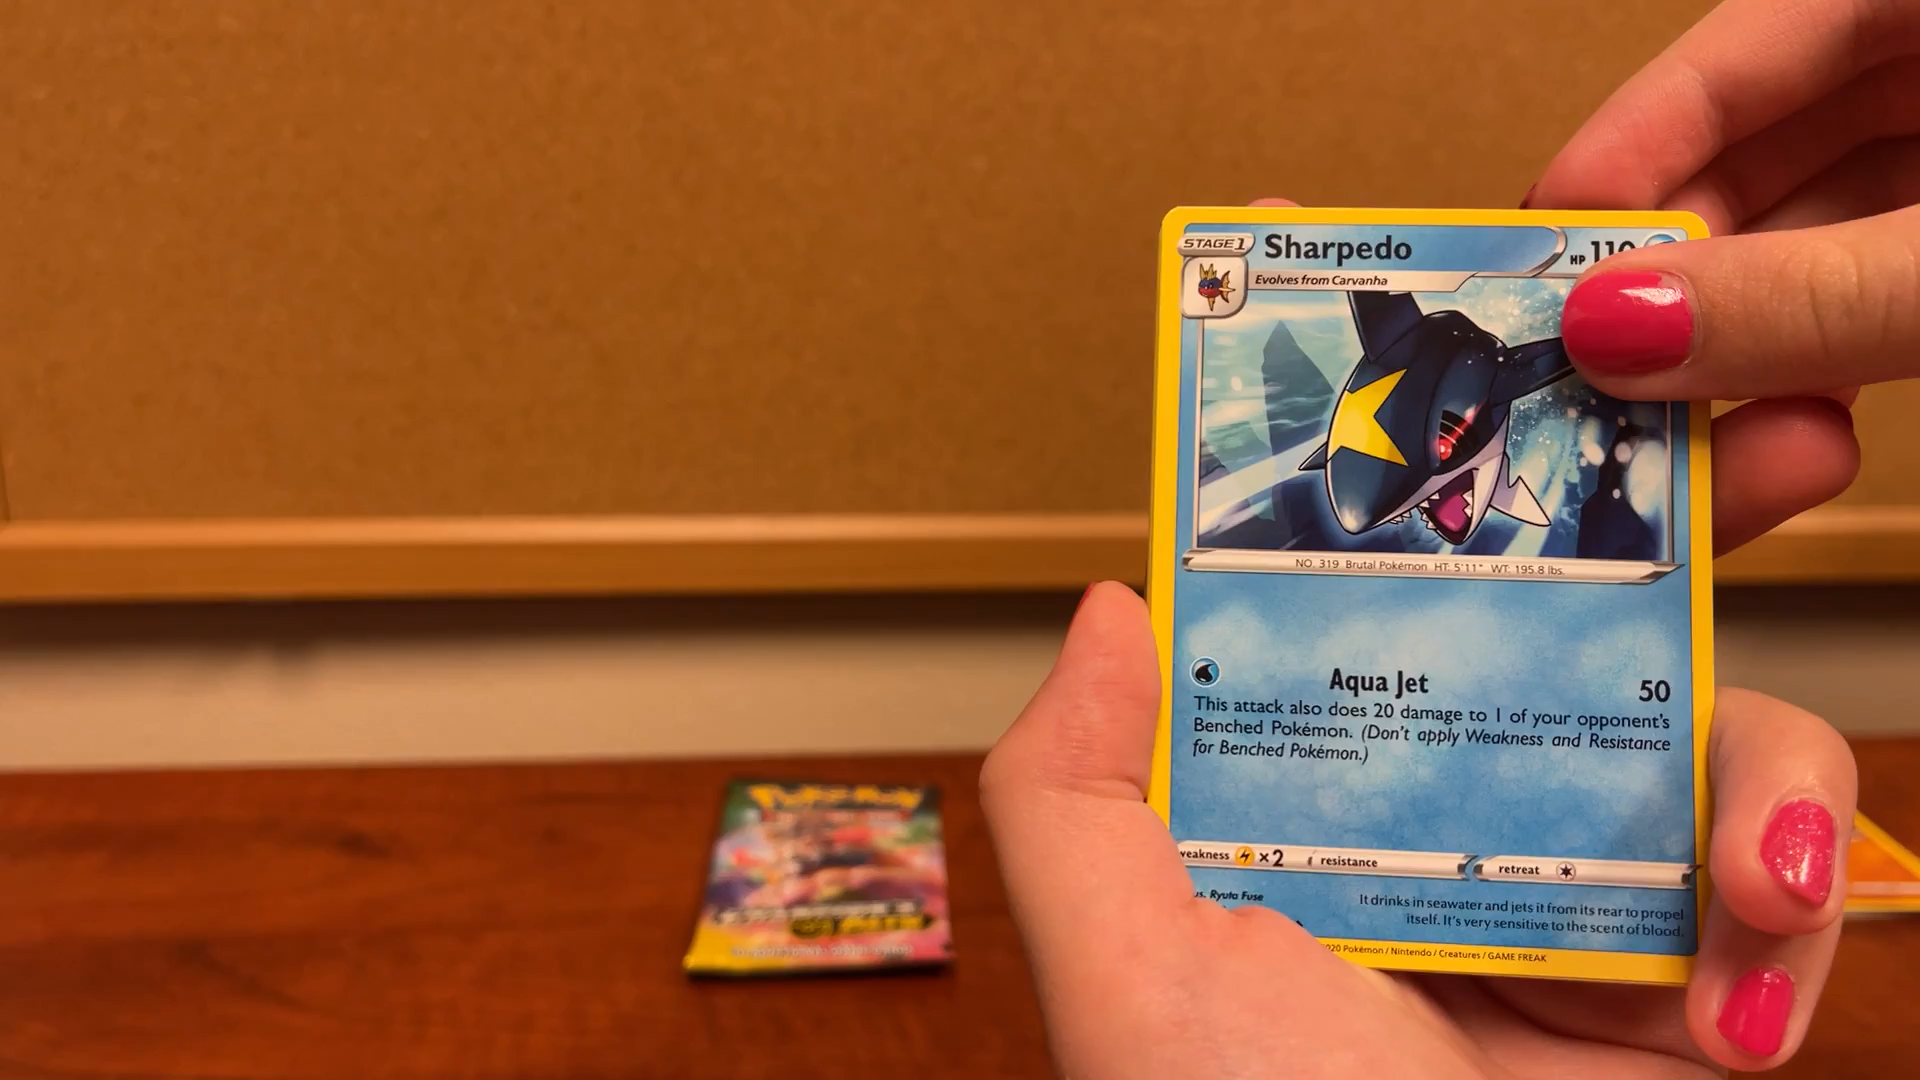 STAGE 1 Sharpedo HP 110
Evolves from Carvanha
NO. 319 Brutal Pokémon HT: 5'11" WT: 195.8 lbs.
Aqua Jet 50
This attack also does 20 damage to 1 of your opponent's
Benched Pokémon. (Don't apply Weakness and Resistance
for Benched Pokémon.)
weakness ×2 resistance retreat
Ryuta Fuse
It drinks in seawater and jets it from its rear to propel
itself. It's very sensitive to the scent of blood.
2020 Pokémon / Nintendo / Creatures / GAME FREAK
Pokémon